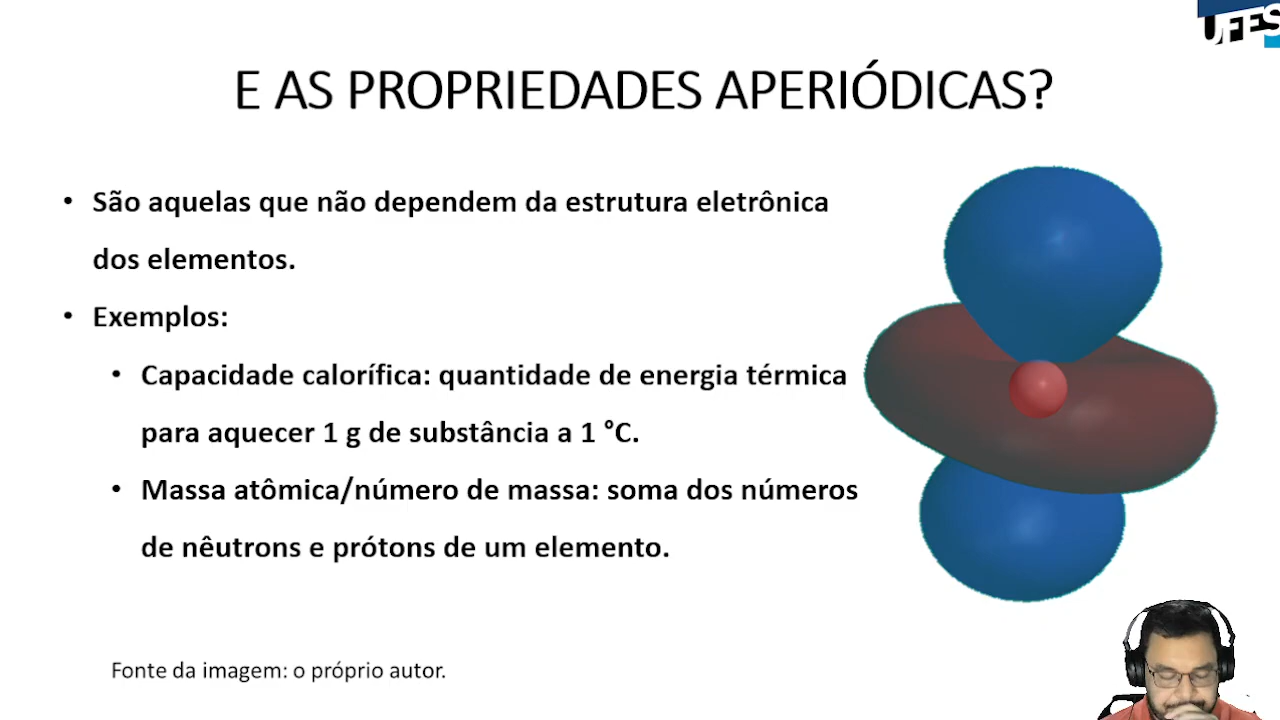 UFES
E AS PROPRIEDADES APERIÓDICAS?
• São aquelas que não dependem da estrutura eletrônica
dos elementos.
• Exemplos:
• Capacidade calorífica: quantidade de energia térmica
para aquecer 1 g de substância a 1 °C.
• Massa atômica/número de massa: soma dos números
de nêutrons e prótons de um elemento.
Fonte da imagem: o próprio autor.